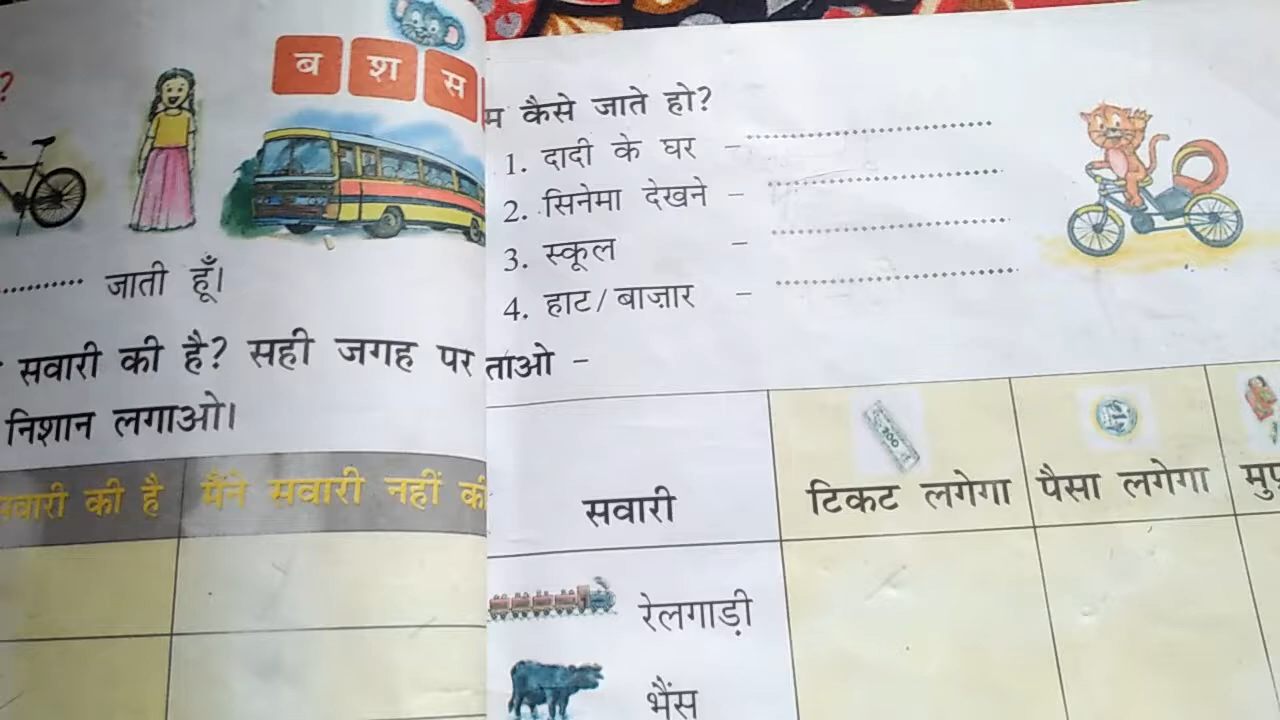 ?
ब श स
.......... जाती हूँ।
सवारी की है? सही जगह पर
निशान लगाओ।
सवारी की है मैंने सवारी नहीं की
कैसे जाते हो?
1. दादी के घर - ..........
2. सिनेमा देखने - ..........
3. स्कूल - ..........
4. हाट/बाज़ार - ..........
ताओ -
100
सवारी टिकट लगेगा पैसा लगेगा
रेलगाड़ी
भैंस